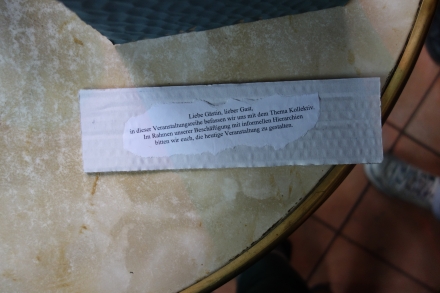 Liebe Gästin, lieber Gast,
in dieser Veranstaltungsreihe befassen wir uns mit dem Thema Kollektiv.
Im Rahmen unserer Beschäftigung mit informellen Hierarchien
bitten wir euch, die heutige Veranstaltung zu gestalten.